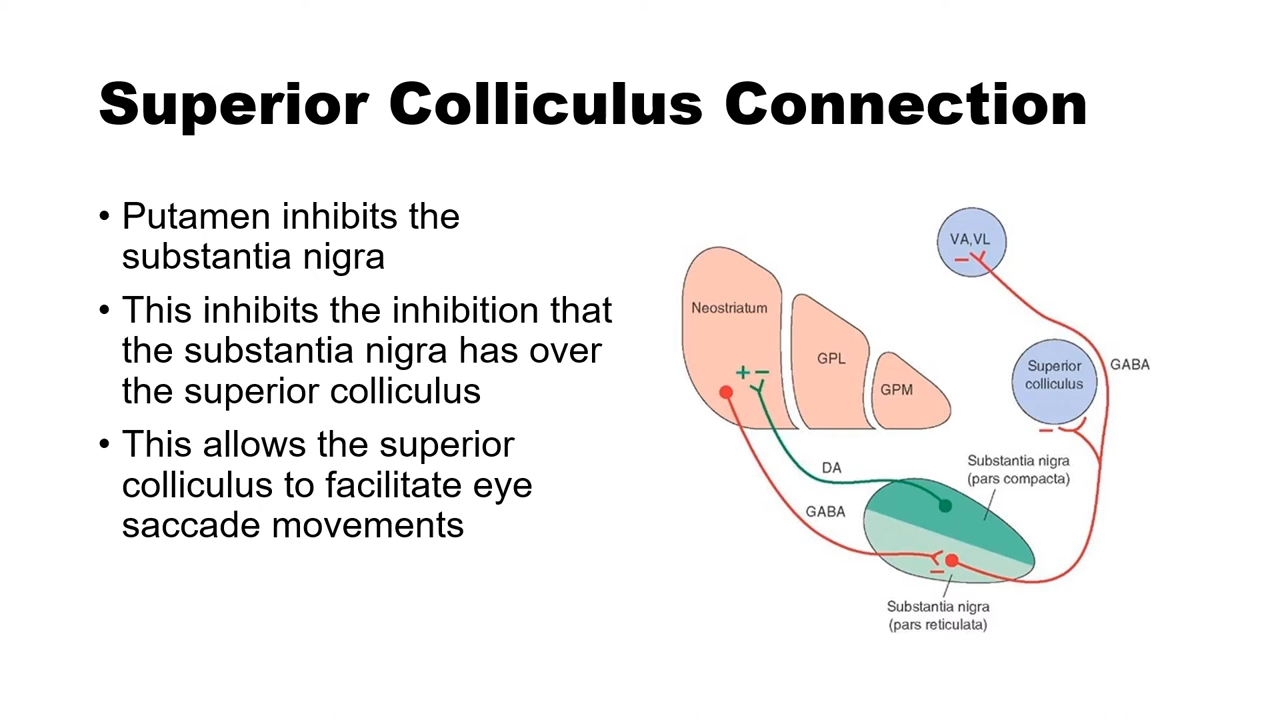 Superior Colliculus Connection
• Putamen inhibits the
substantia nigra
• This inhibits the inhibition that
the substantia nigra has over
the superior colliculus
• This allows the superior
colliculus to facilitate eye
saccade movements
VA,VL
−
Neostriatum
GPL
GPM
+ −
Superior
colliculus
GABA
−
DA
Substantia nigra
(pars compacta)
GABA
−
Substantia nigra
(pars reticulata)